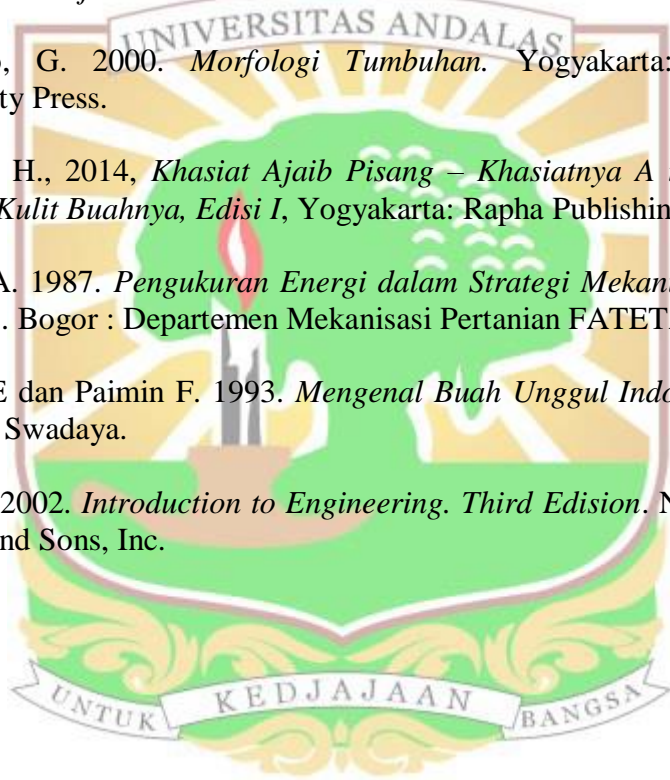 UNIVERSITAS ANDALAS
, G. 2000. Morfologi Tumbuhan. Yogyakarta:
ty Press.
H., 2014, Khasiat Ajaib Pisang – Khasiatnya A
Kulit Buahnya, Edisi I, Yogyakarta: Rapha Publishin
A. 1987. Pengukuran Energi dalam Strategi Mekani
. Bogor : Departemen Mekanisasi Pertanian FATET
E dan Paimin F. 1993. Mengenal Buah Unggul Indo
Swadaya.
2002. Introduction to Engineering. Third Edision. N
nd Sons, Inc.
UNTUK KEDJAJAAN BANGSA